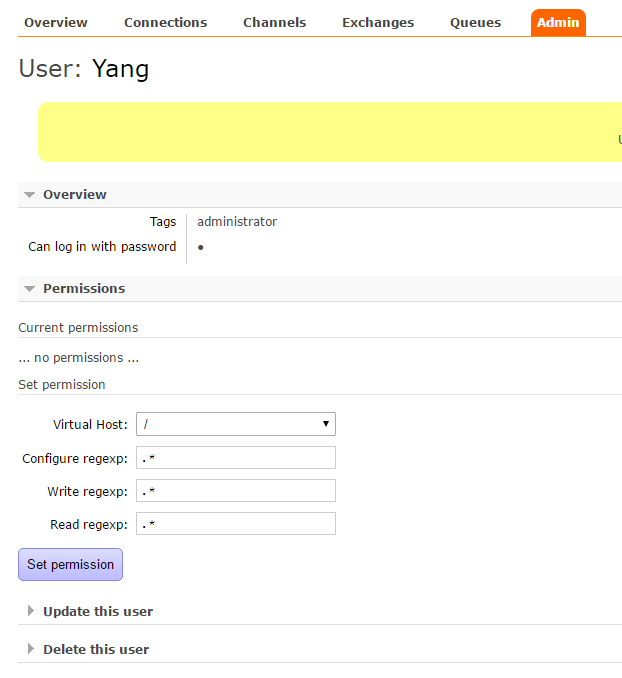 Overview Connections Channels Exchanges Queues Admin
User: Yang
Overview
Tags administrator
Can log in with password ●
Permissions
Current permissions
... no permissions ...
Set permission
Virtual Host: /
Configure regexp: .*
Write regexp: .*
Read regexp: .*
Set permission
Update this user
Delete this user